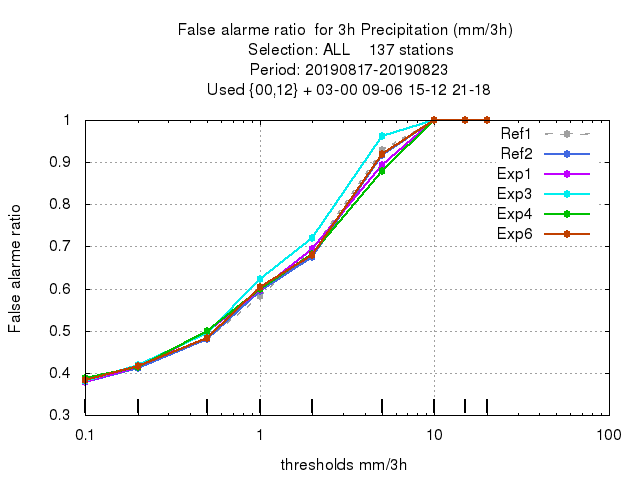 False alarme ratio  for 3h Precipitation (mm/3h)
Selection: ALL    137 stations
Period: 20190817-20190823
Used {00,12} + 03-00 09-06 15-12 21-18
False alarme ratio
1
0.9
0.8
0.7
0.6
0.5
0.4
0.3
Ref1
Ref2
Exp1
Exp3
Exp4
Exp6
0.1 1 10 100
thresholds mm/3h